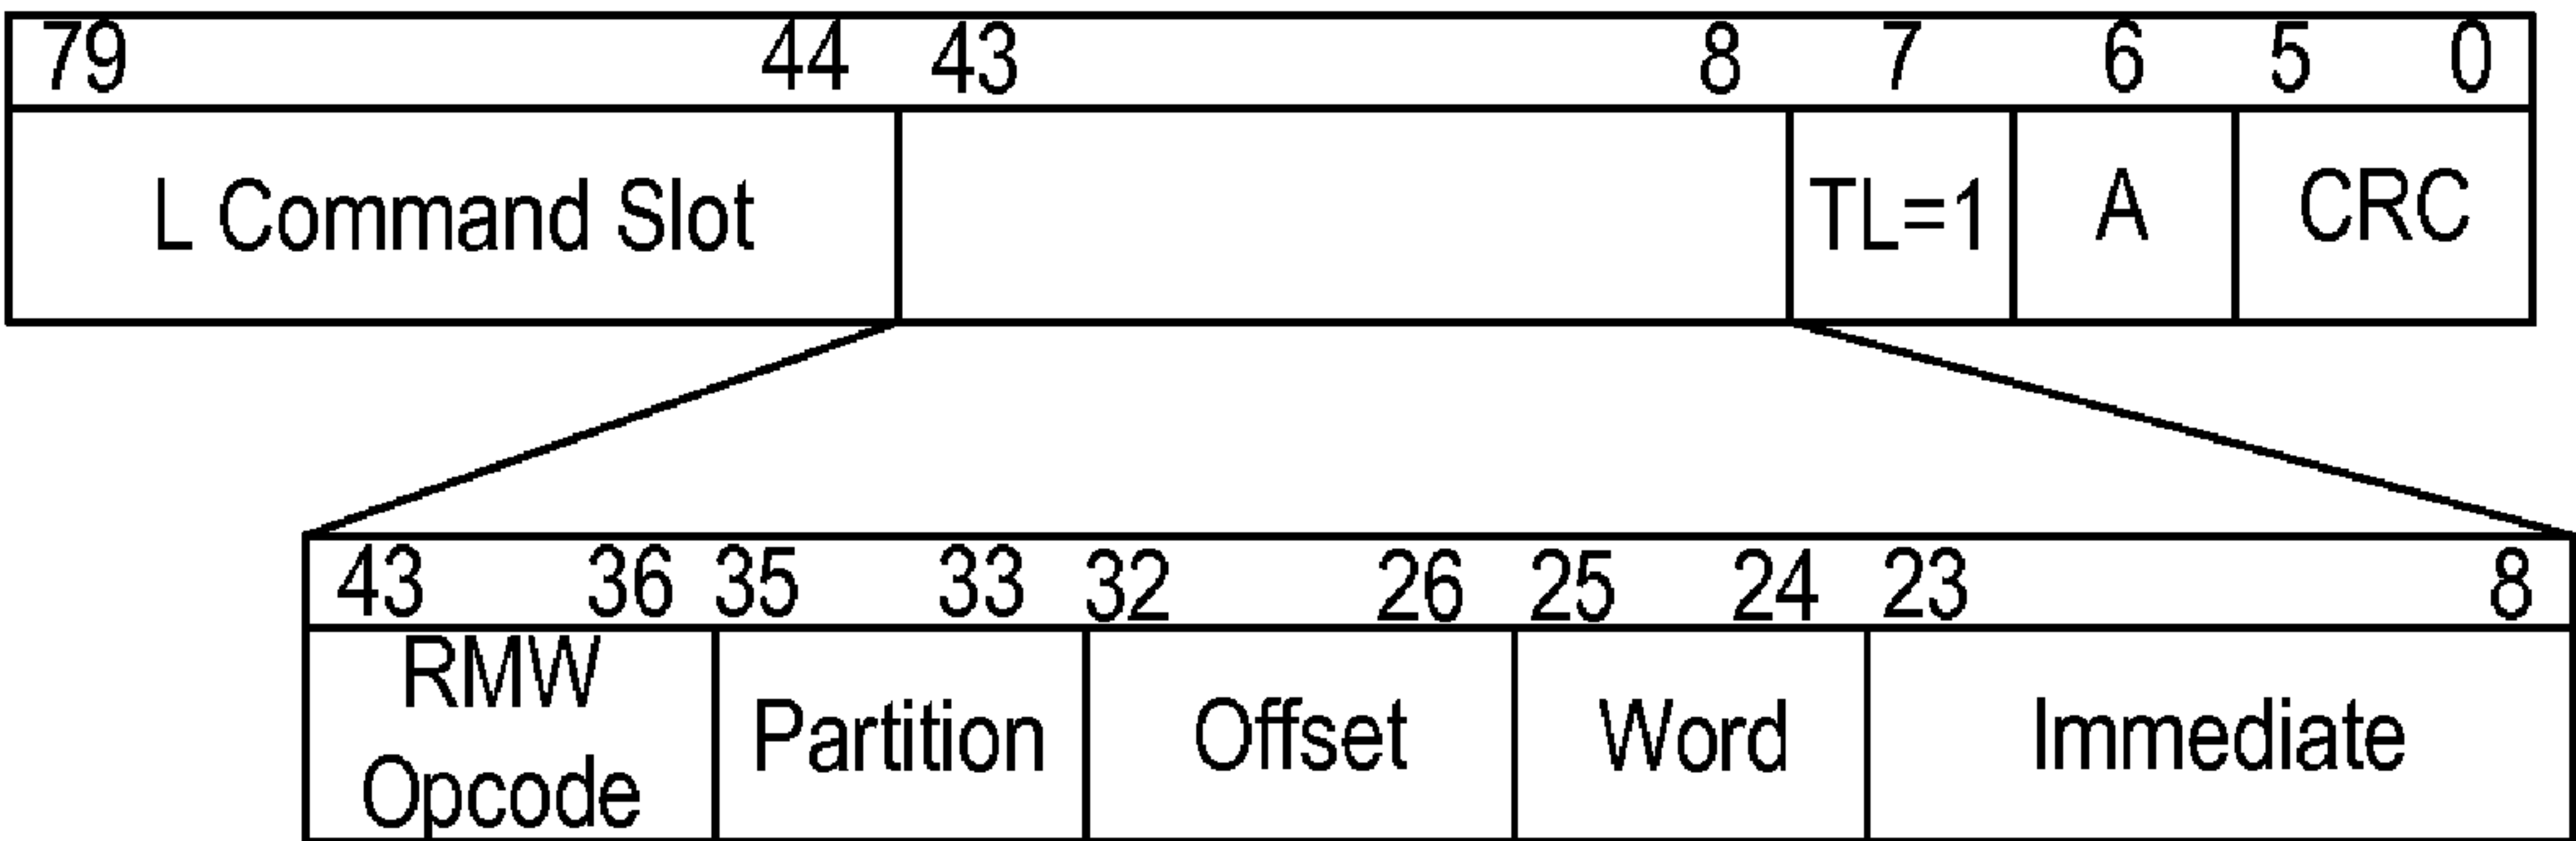 79 44 43 8 7 6 5 0
L Command Slot TL=1 A CRC
43 36 35 33 32 26 25 24 23 8
RMW
Opcode Partition Offset Word Immediate